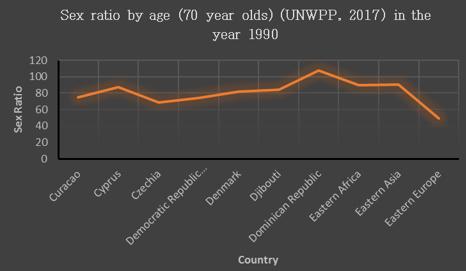 Sex ratio by age (70 year olds) (UNWPP, 2017) in the
year 1990
120
100
80
60
40
20
0
Sex Ratio
Curacao
Cyprus
Czechia
Democratic Republic...
Denmark
Djibouti
Dominican Republic
Eastern Africa
Eastern Asia
Eastern Europe
Country